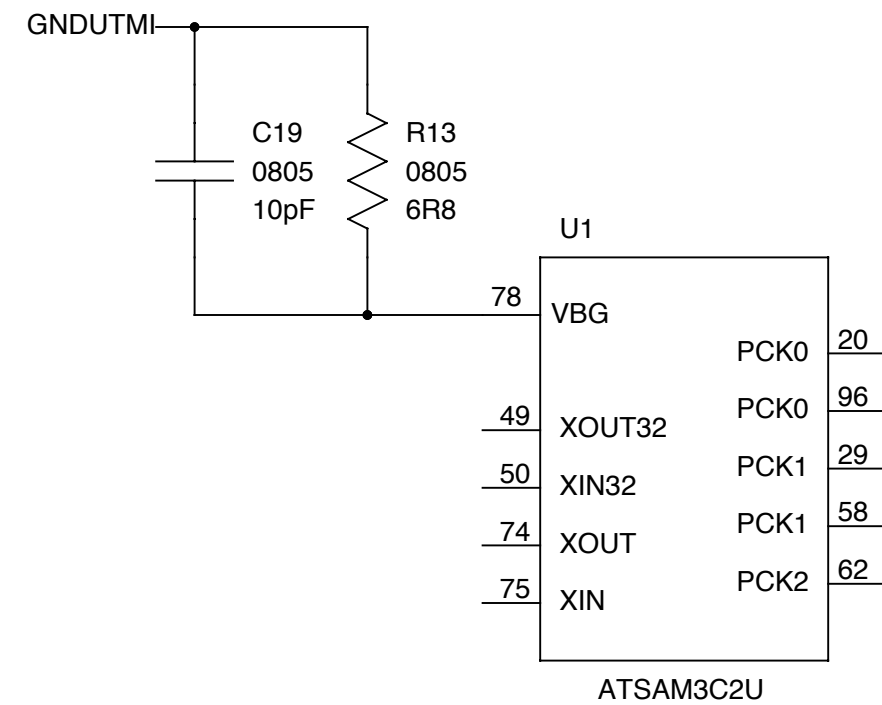 GNDUTMI
C19
0805
10pF
R13
0805
6R8
U1
78
VBG
PCK0
20
PCK0
96
49
XOUT32
PCK1
29
50
XIN32
PCK1
58
74
XOUT
PCK2
62
75
XIN
ATSAM3C2U